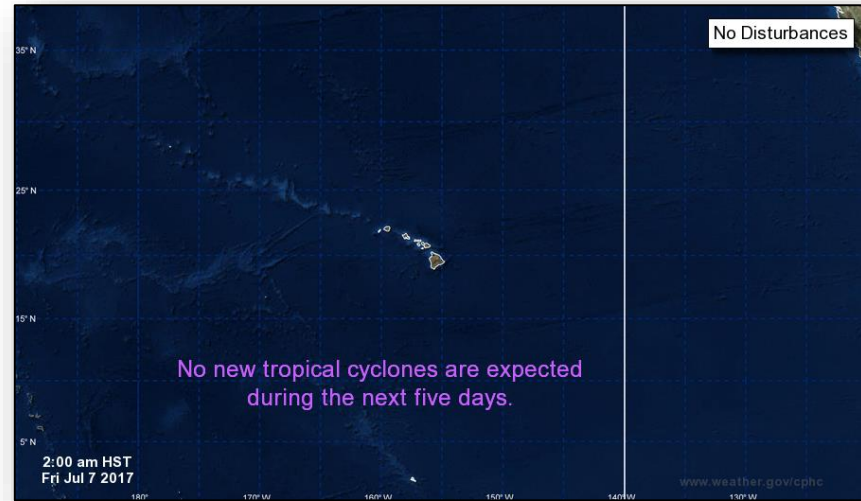 No Disturbances
35° N
25° N
15° N
No new tropical cyclones are expected
during the next five days.
5° N
2:00 am HST
Fri Jul 7 2017
www.weather.gov/cphc
180° 170° W 160° W 150° W 140° W 130° W